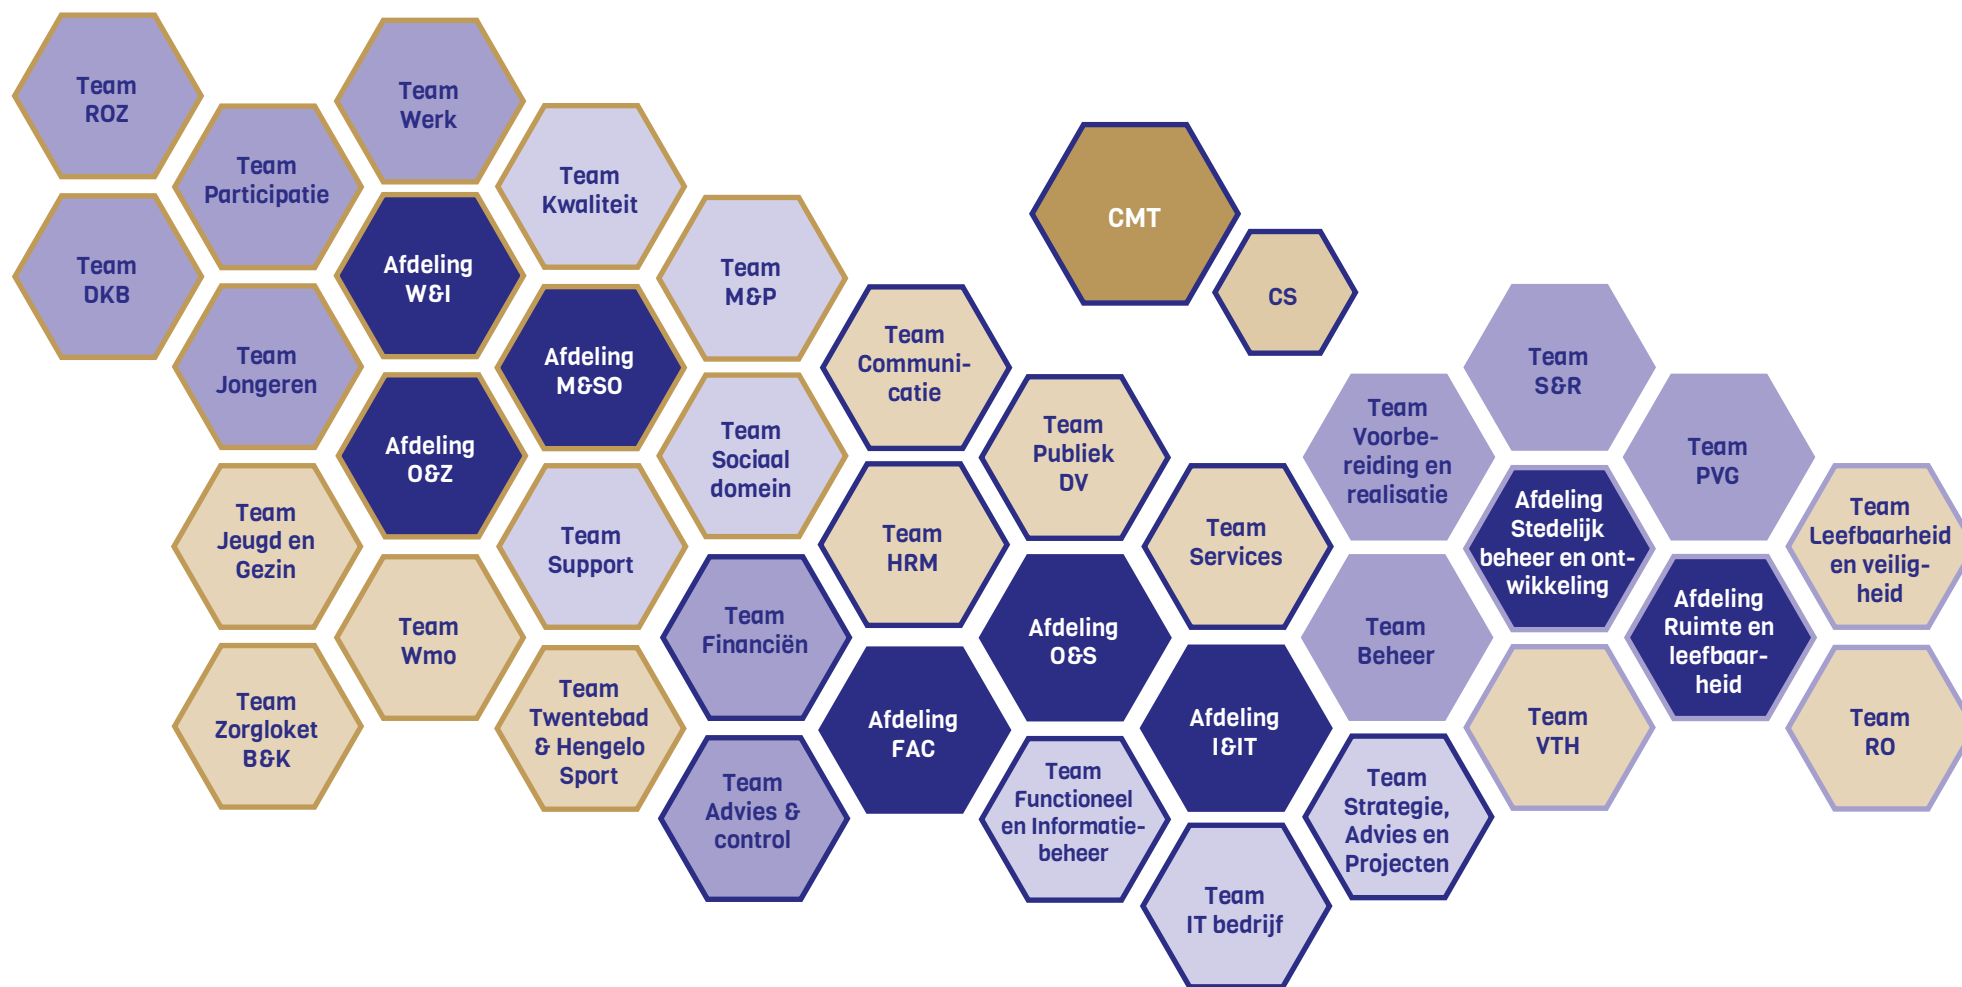 Team
ROZ
Team
Werk
Team
Participatie
Team
Kwaliteit
Team
DKB
Afdeling
W&I
Team
M&P
CMT
CS
Team
Jongeren
Afdeling
M&SO
Team
Communi-
catie
Team
S&R
Afdeling
O&Z
Team
Sociaal
domein
Team
Publiek
DV
Team
Voorbe-
reiding en
realisatie
Team
PVG
Team
Jeugd en
Gezin
Team
Support
Team
HRM
Team
Services
Afdeling
Stedelijk
beheer en ont-
wikkeling
Team
Leefbaarheid
en veilig-
heid
Team
Wmo
Team
Financiën
Afdeling
O&S
Team
Beheer
Afdeling
Ruimte en
leefbaar-
heid
Team
Zorgloket
B&K
Team
Twentebad
& Hengelo
Sport
Afdeling
FAC
Afdeling
I&IT
Team
VTH
Team
RO
Team
Advies &
control
Team
Functioneel
en Informatie-
beheer
Team
Strategie,
Advies en
Projecten
Team
IT bedrijf